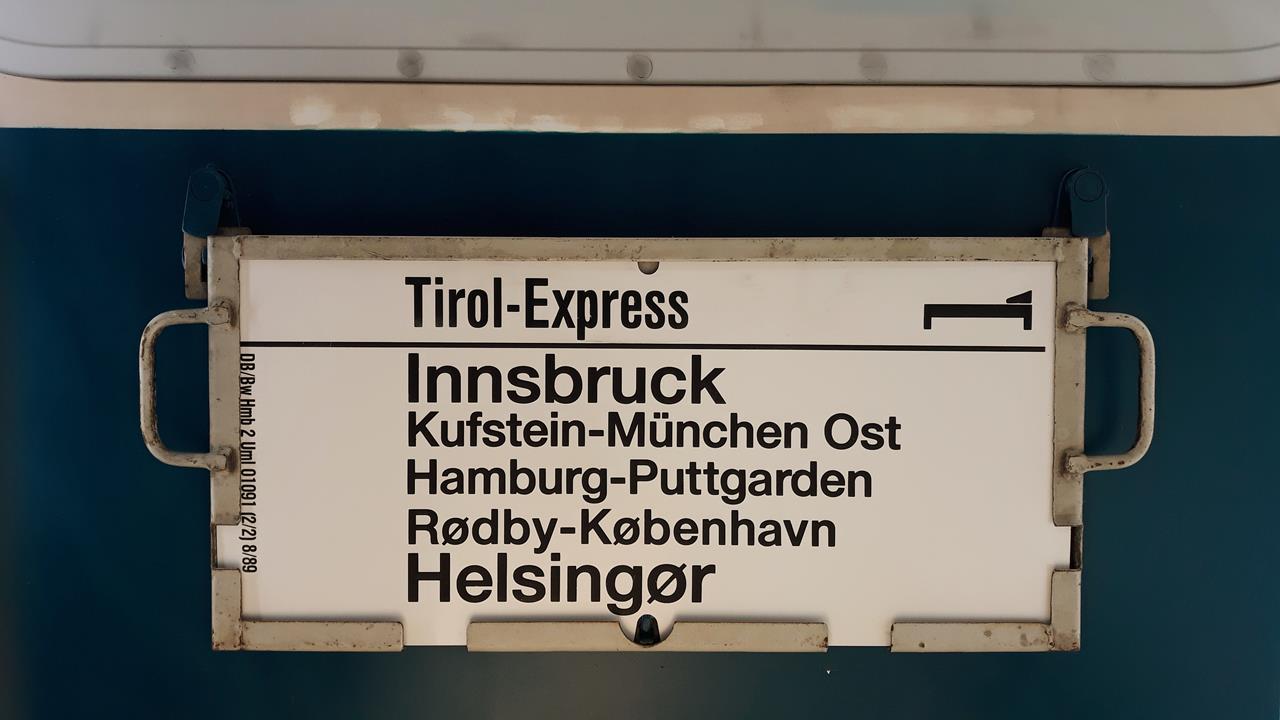 Tirol-Express
Innsbruck
Kufstein-München Ost
Hamburg-Puttgarden
Rødby-København
Helsingør
DB/Bw Hmb 2 Uml 01091 (2/2) 8/89